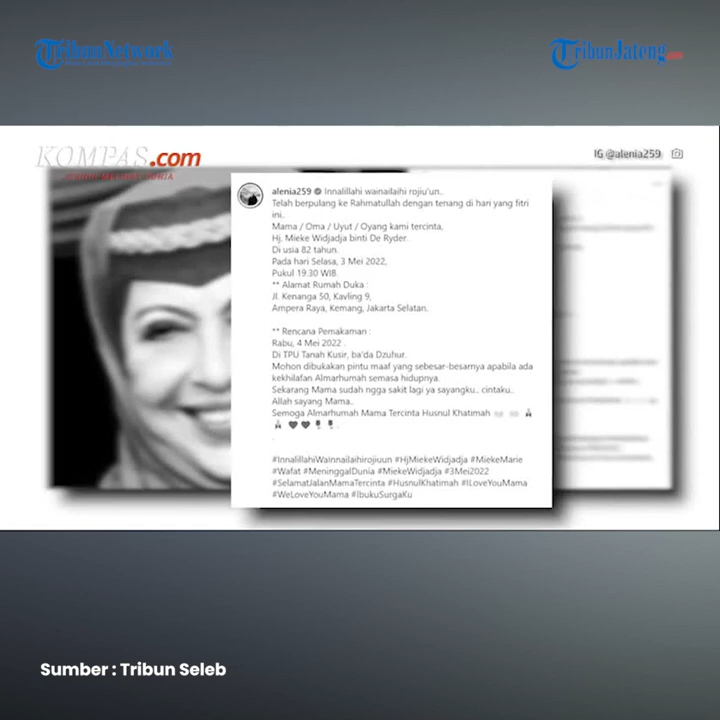 Tribun Network
TribunJateng.com
KOMPAS.com
IG @alenia259
alenia259 Innalillahi wainailaihi rojiu'un..
Telah berpulang ke Rahmatullah dengan tenang di hari yang fitri
ini..
Mama / Oma / Uyut / Oyang kami tercinta,
Hj. Mieke Widjadja binti De Ryder.
Di usia 82 tahun.
Pada hari Selasa, 3 Mei 2022,
Pukul 19.30 WIB.
** Alamat Rumah Duka :
Jl. Kenanga 50, Kavling 9,
Ampera Raya, Kemang, Jakarta Selatan.
** Rencana Pemakaman :
Rabu, 4 Mei 2022 .
Di TPU Tanah Kusir, ba'da Dzuhur.
Mohon dibukakan pintu maaf yang sebesar-besarnya apabila ada
kekhilafan Almarhumah semasa hidupnya.
Sekarang Mama sudah ngga sakit lagi ya sayangku.. cintaku..
Allah sayang Mama..
Semoga Almarhumah Mama Tercinta Husnul Khatimah
#InnalillahiWaInnailaihirojiuun #HjMiekeWidjadja #MiekeMarie
#Wafat #MeninggalDunia #MiekeWidjadja #3Mei2022
#SelamatJalanMamaTercinta #HusnulKhatimah #ILoveYouMama
#WeLoveYouMama #IbukuSurgaKu
Sumber : Tribun Seleb